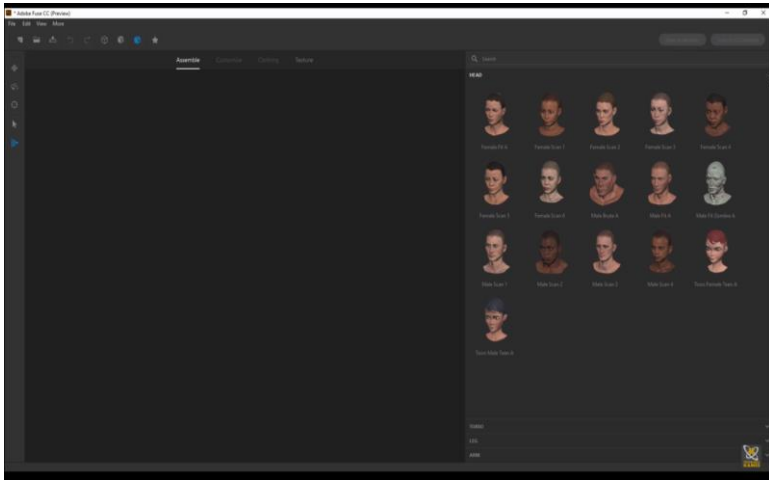 * Adobe Fuse CC (Preview)
File Edit View More
Assemble Customize Clothing Texture
Search
HEAD
Female Fit A Female Scan 1 Female Scan 2 Female Scan 3 Female Scan 4
Female Scan 5 Female Scan 6 Male Brute A Male Fit A Male Fit Zombie A
Male Scan 1 Male Scan 2 Male Scan 3 Male Scan 4 Toon Female Teen A
Toon Male Teen A
TORSO
LEG
ARM